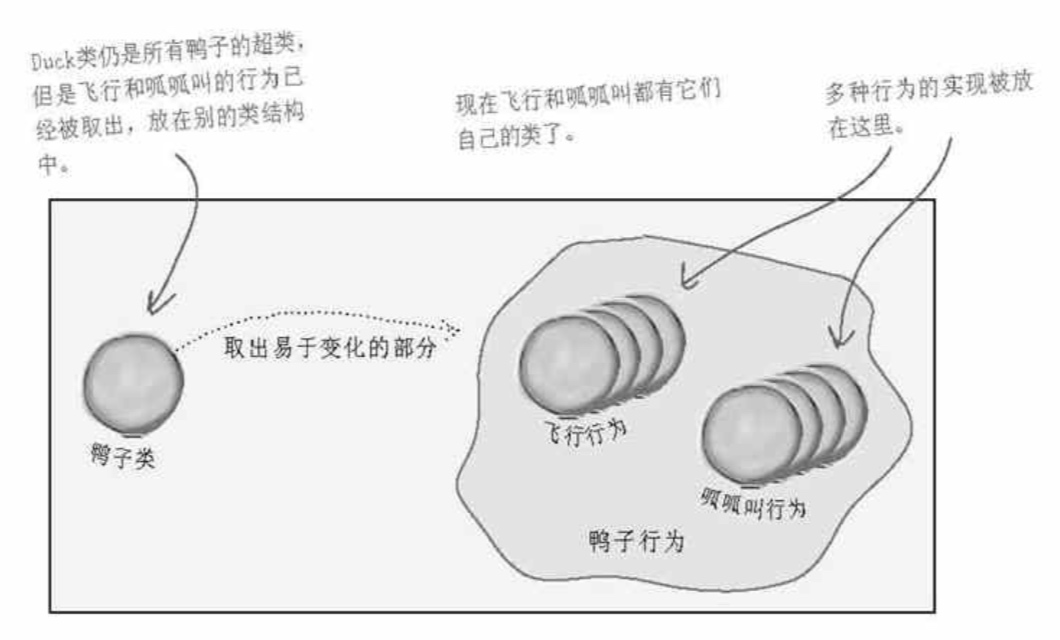 Duck类仍是所有鸭子的超类，
但是飞行和呱呱叫的行为已
经被取出，放在别的类结构
中。
现在飞行和呱呱叫都有它们
自己的类了。
多种行为的实现被放
在这里。
取出易于变化的部分
鸭子类
飞行行为
呱呱叫行为
鸭子行为